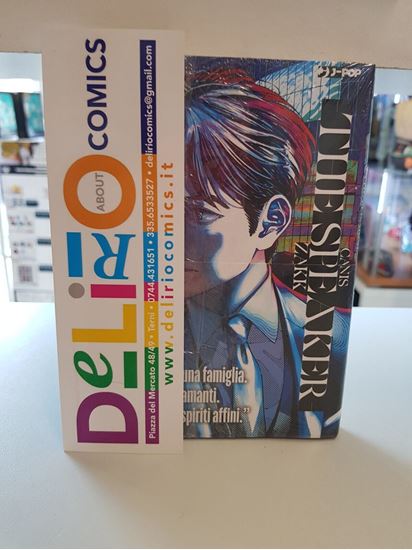 DeLiRiO
ABOUT
COMICS
Piazza del Mercato 48/49 • Terni • 0744.431651 • 335.6533527 • deliriocomics@gmail.com
www.deliriocomics.it
J-POP
THE SPEAKER
CANIS
ZAKK
una famiglia.
amanti.
spiriti affini."